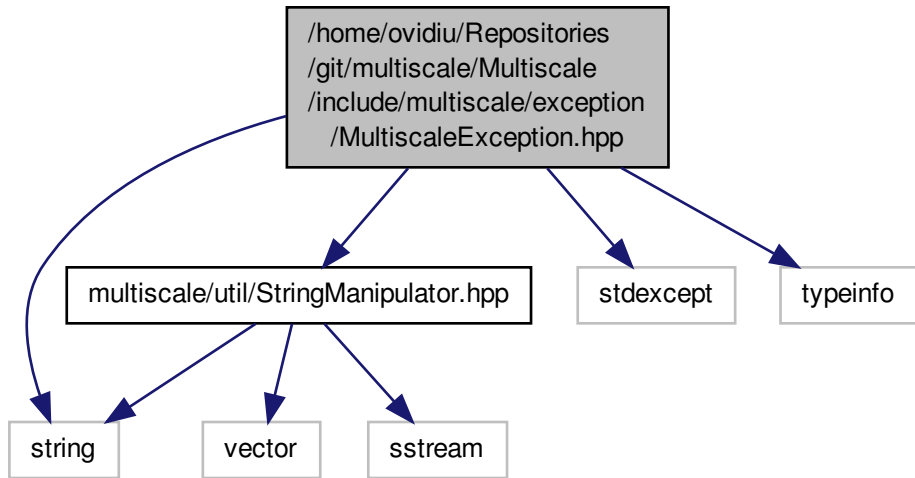 /home/ovidiu/Repositories
/git/multiscale/Multiscale
/include/multiscale/exception
/MultiscaleException.hpp
multiscale/util/StringManipulator.hpp
stdexcept
typeinfo
string
vector
sstream